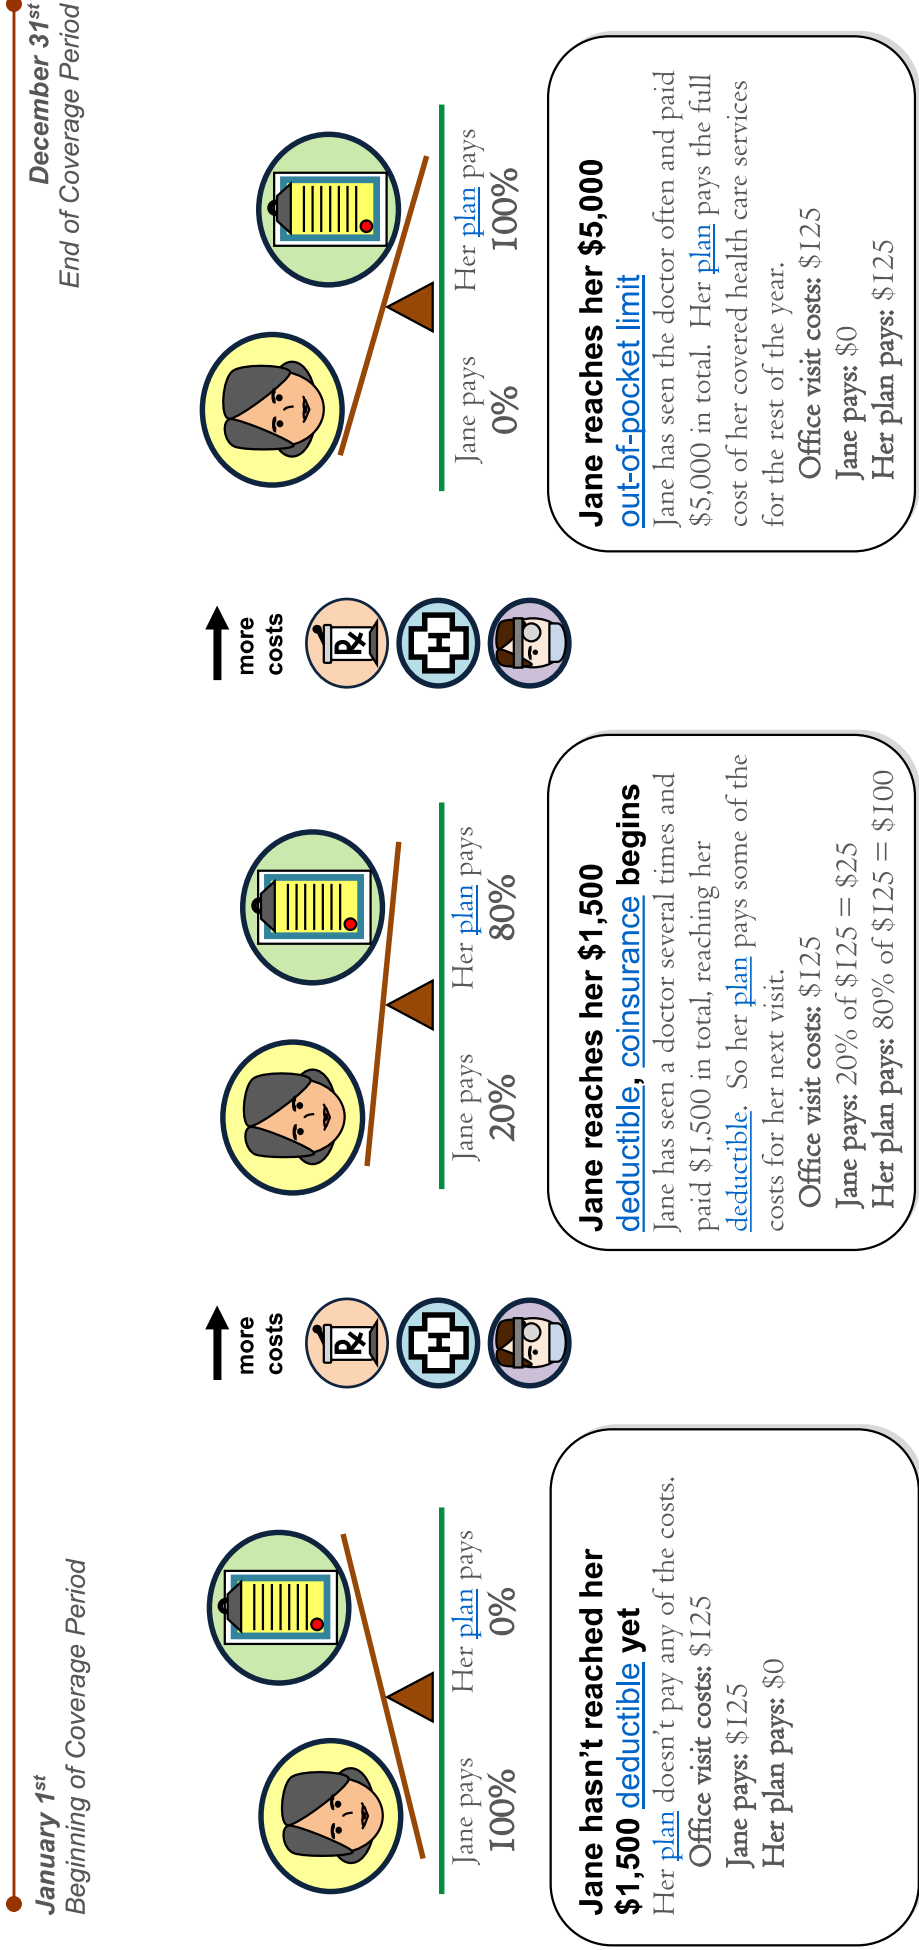 January 1st
Beginning of Coverage Period
December 31st
End of Coverage Period
Jane pays
100%
Her plan pays
0%
more
costs
Rx
H
Jane pays
20%
Her plan pays
80%
more
costs
Rx
H
Jane pays
0%
Her plan pays
100%
Jane hasn’t reached her
$1,500 deductible yet
Her plan doesn’t pay any of the costs.
Office visit costs: $125
Jane pays: $125
Her plan pays: $0
Jane reaches her $1,500
deductible, coinsurance begins
Jane has seen a doctor several times and
paid $1,500 in total, reaching her
deductible. So her plan pays some of the
costs for her next visit.
Office visit costs: $125
Jane pays: 20% of $125 = $25
Her plan pays: 80% of $125 = $100
Jane reaches her $5,000
out-of-pocket limit
Jane has seen the doctor often and paid
$5,000 in total. Her plan pays the full
cost of her covered health care services
for the rest of the year.
Office visit costs: $125
Jane pays: $0
Her plan pays: $125